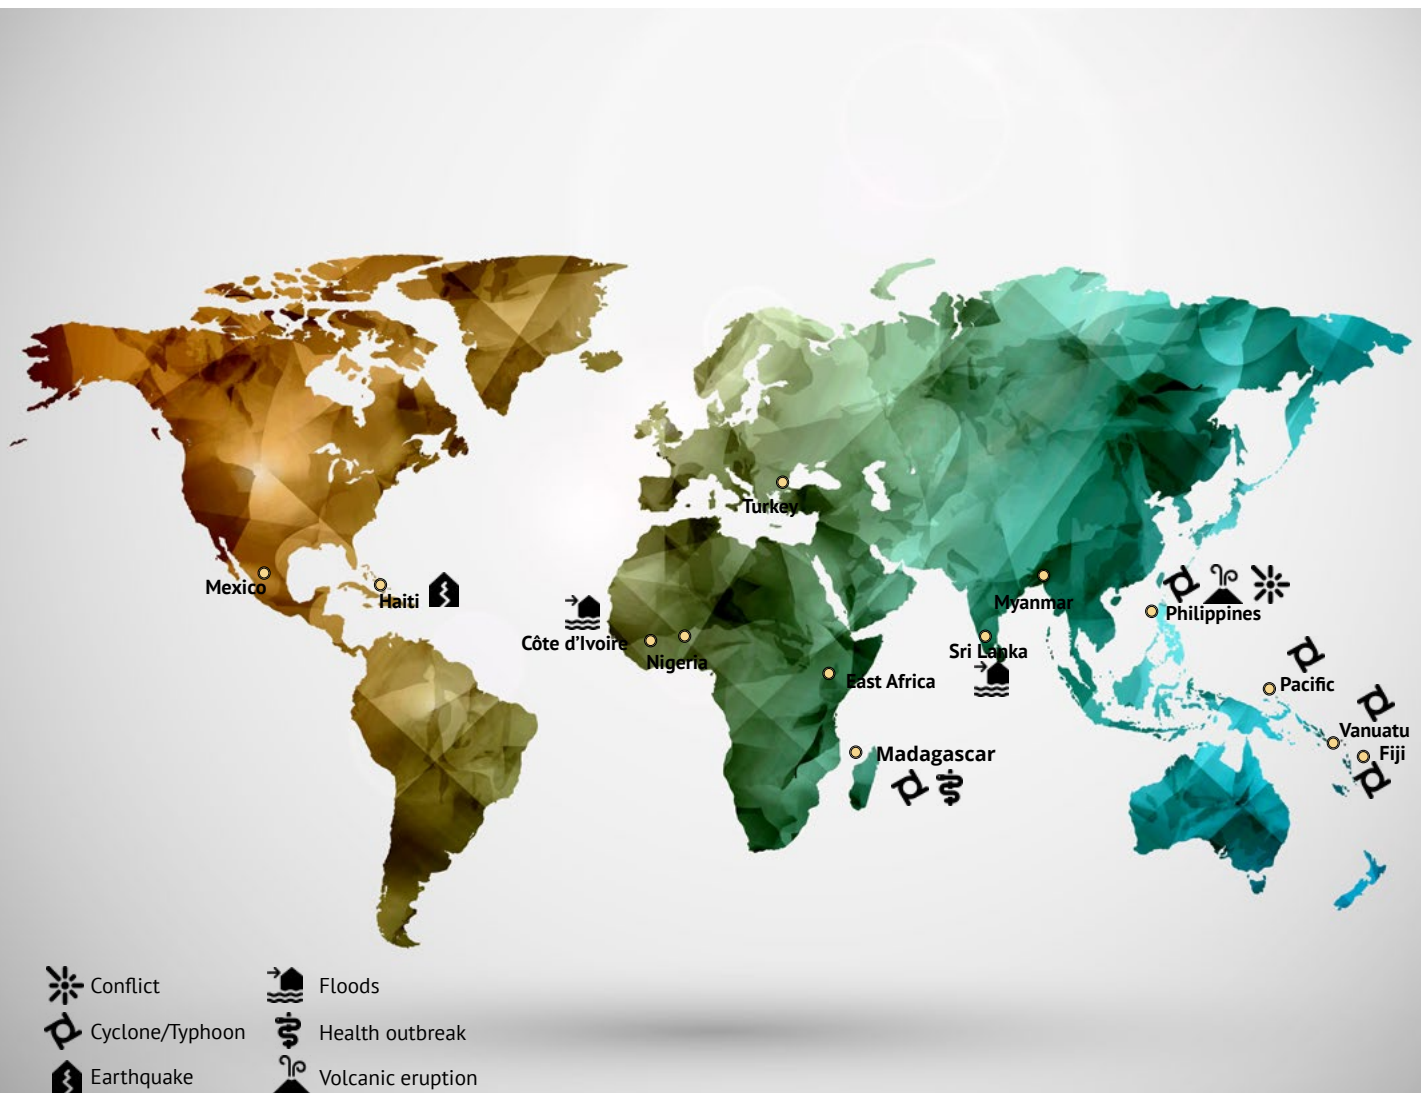 Turkey
Mexico
Haiti
Myanmar
Philippines
Côte d'Ivoire
Nigeria
Sri Lanka
East Africa
Pacific
Vanuatu
Madagascar
Fiji
Conflict
Floods
Cyclone/Typhoon
Health outbreak
Earthquake
Volcanic eruption